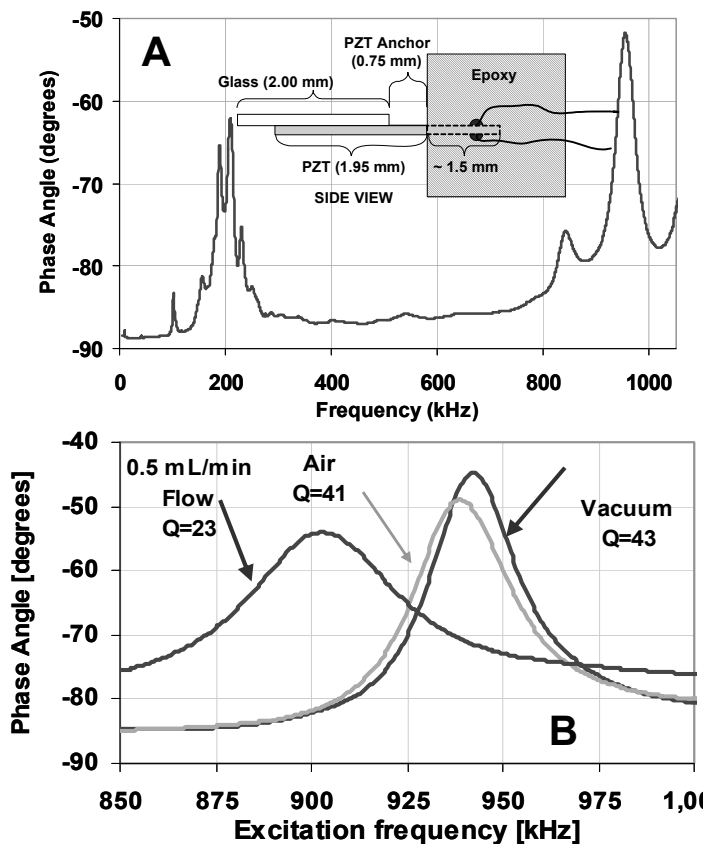 A
Phase Angle (degrees)
-50
-60
-70
-80
-90
PZT Anchor
(0.75 mm)
Glass (2.00 mm)
Epoxy
PZT (1.95 mm)
~ 1.5 mm
SIDE VIEW
0 200 400 600 800 1000
Frequency (kHz)
Phase Angle [degrees]
-40
-50
-60
-70
-80
-90
0.5 mL/min
Flow
Q=23
Air
Q=41
Vacuum
Q=43
B
850 875 900 925 950 975 1,0
Excitation frequency [kHz]